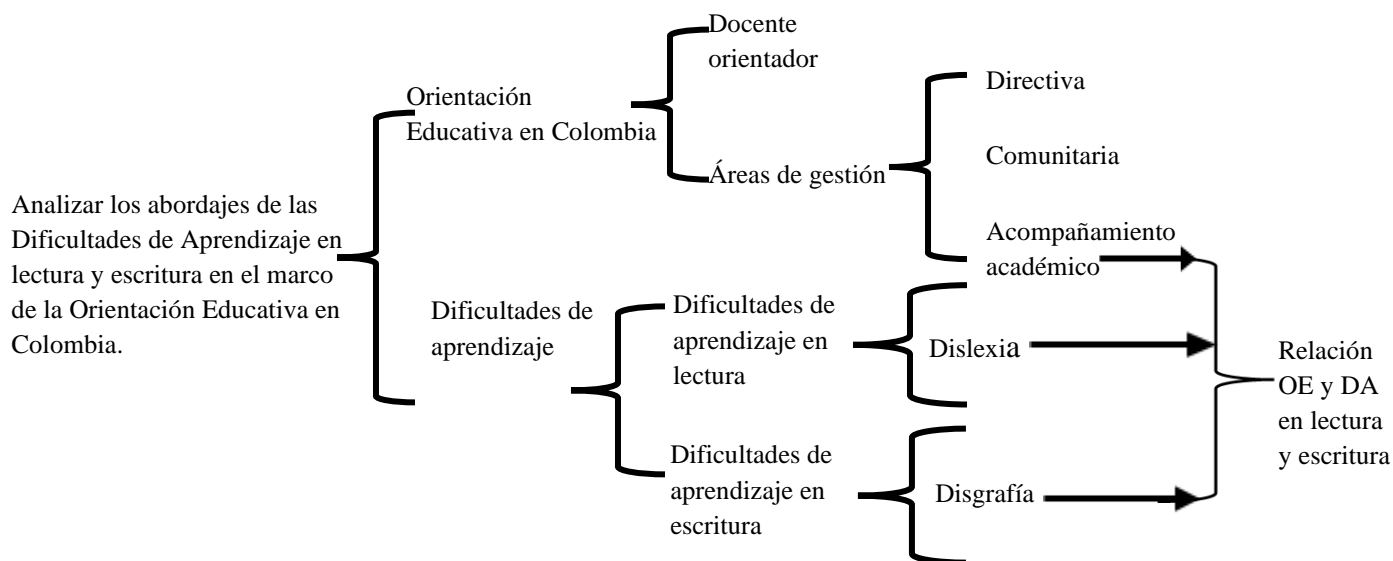 Analizar los abordajes de las
Dificultades de Aprendizaje en
lectura y escritura en el marco
de la Orientación Educativa en
Colombia.
Orientación
Educativa en Colombia
Docente
orientador
Áreas de gestión
Directiva
Comunitaria
Acompañamiento
académico
Dificultades de
aprendizaje
Dificultades de
aprendizaje en
lectura
Dislexia
Dificultades de
aprendizaje en
escritura
Disgrafía
Relación
OE y DA
en lectura
y escritura